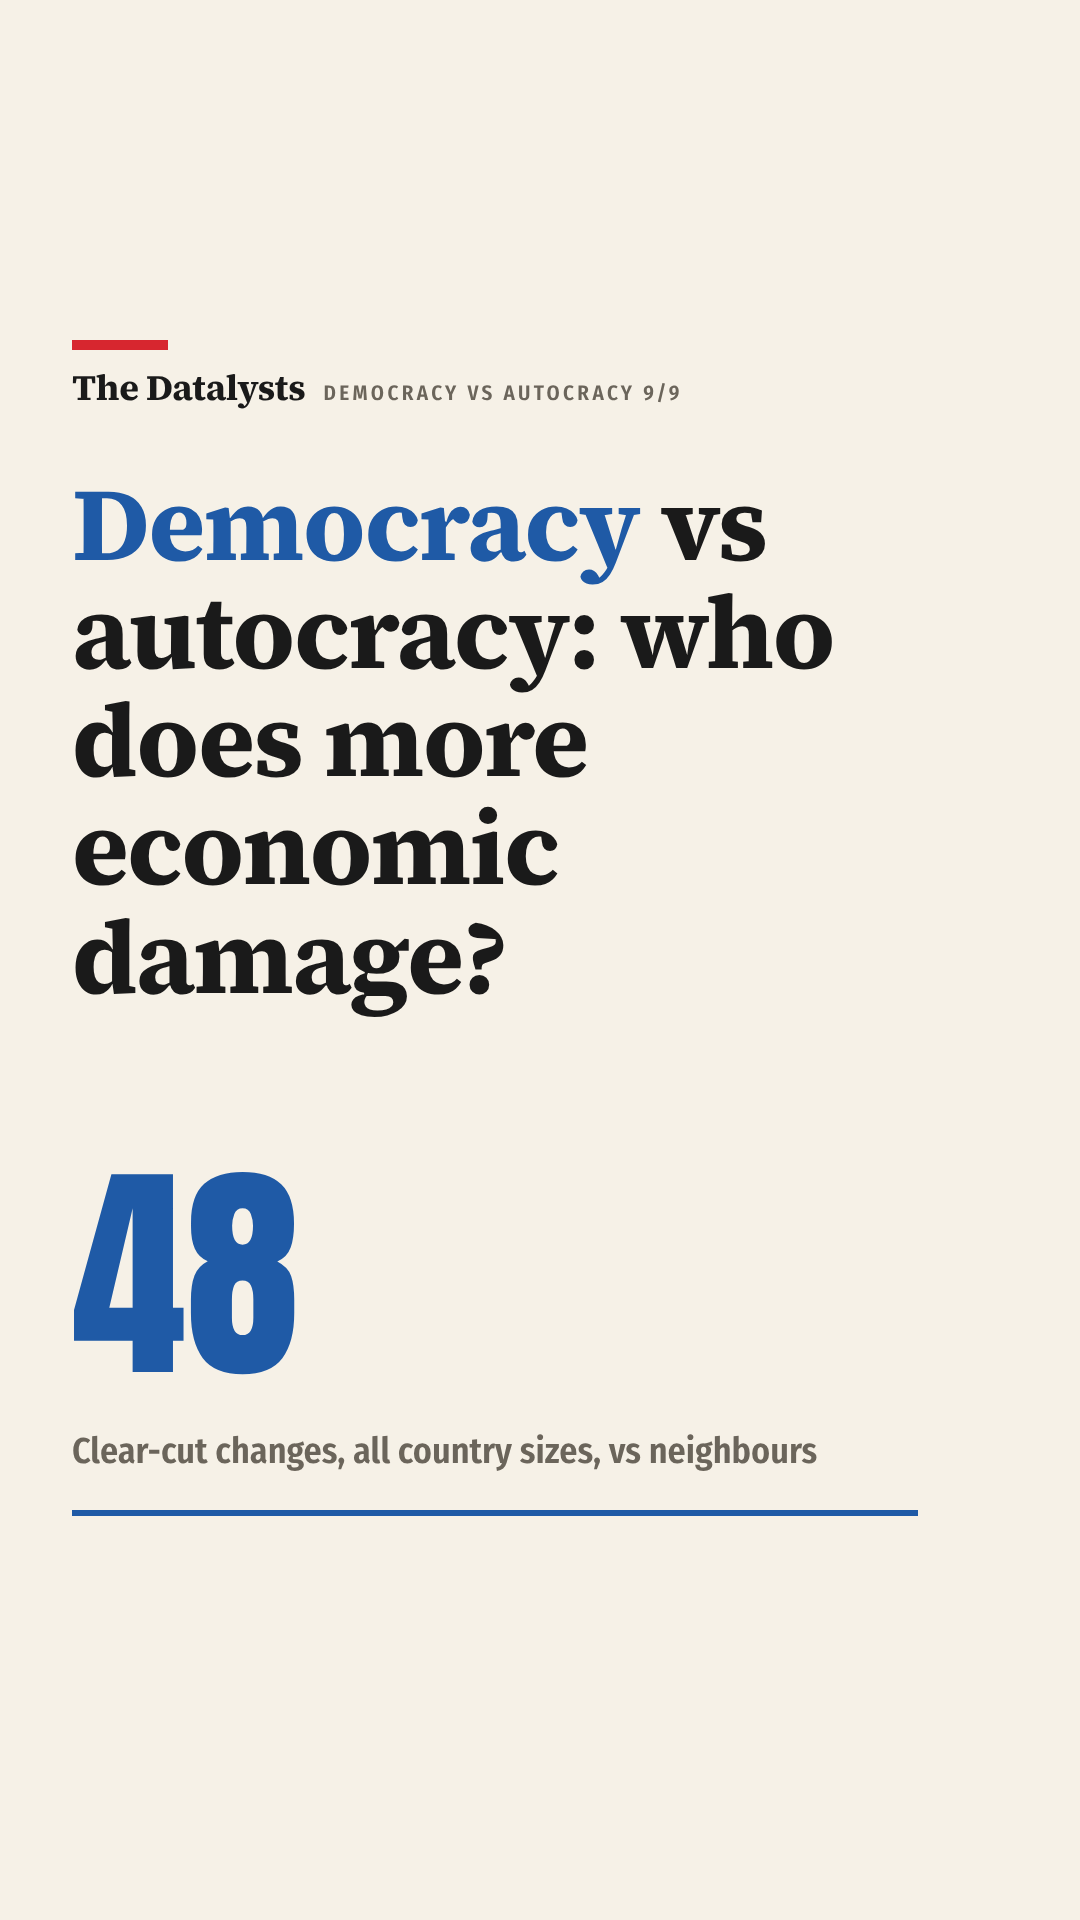 The Datalysts DEMOCRACY VS AUTOCRACY 9/9
Democracy vs
autocracy: who
does more
economic
damage?
48
Clear-cut changes, all country sizes, vs neighbours